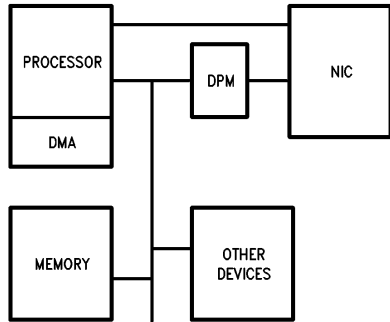 PROCESSOR
DPM
NIC
DMA
MEMORY
OTHER
DEVICES